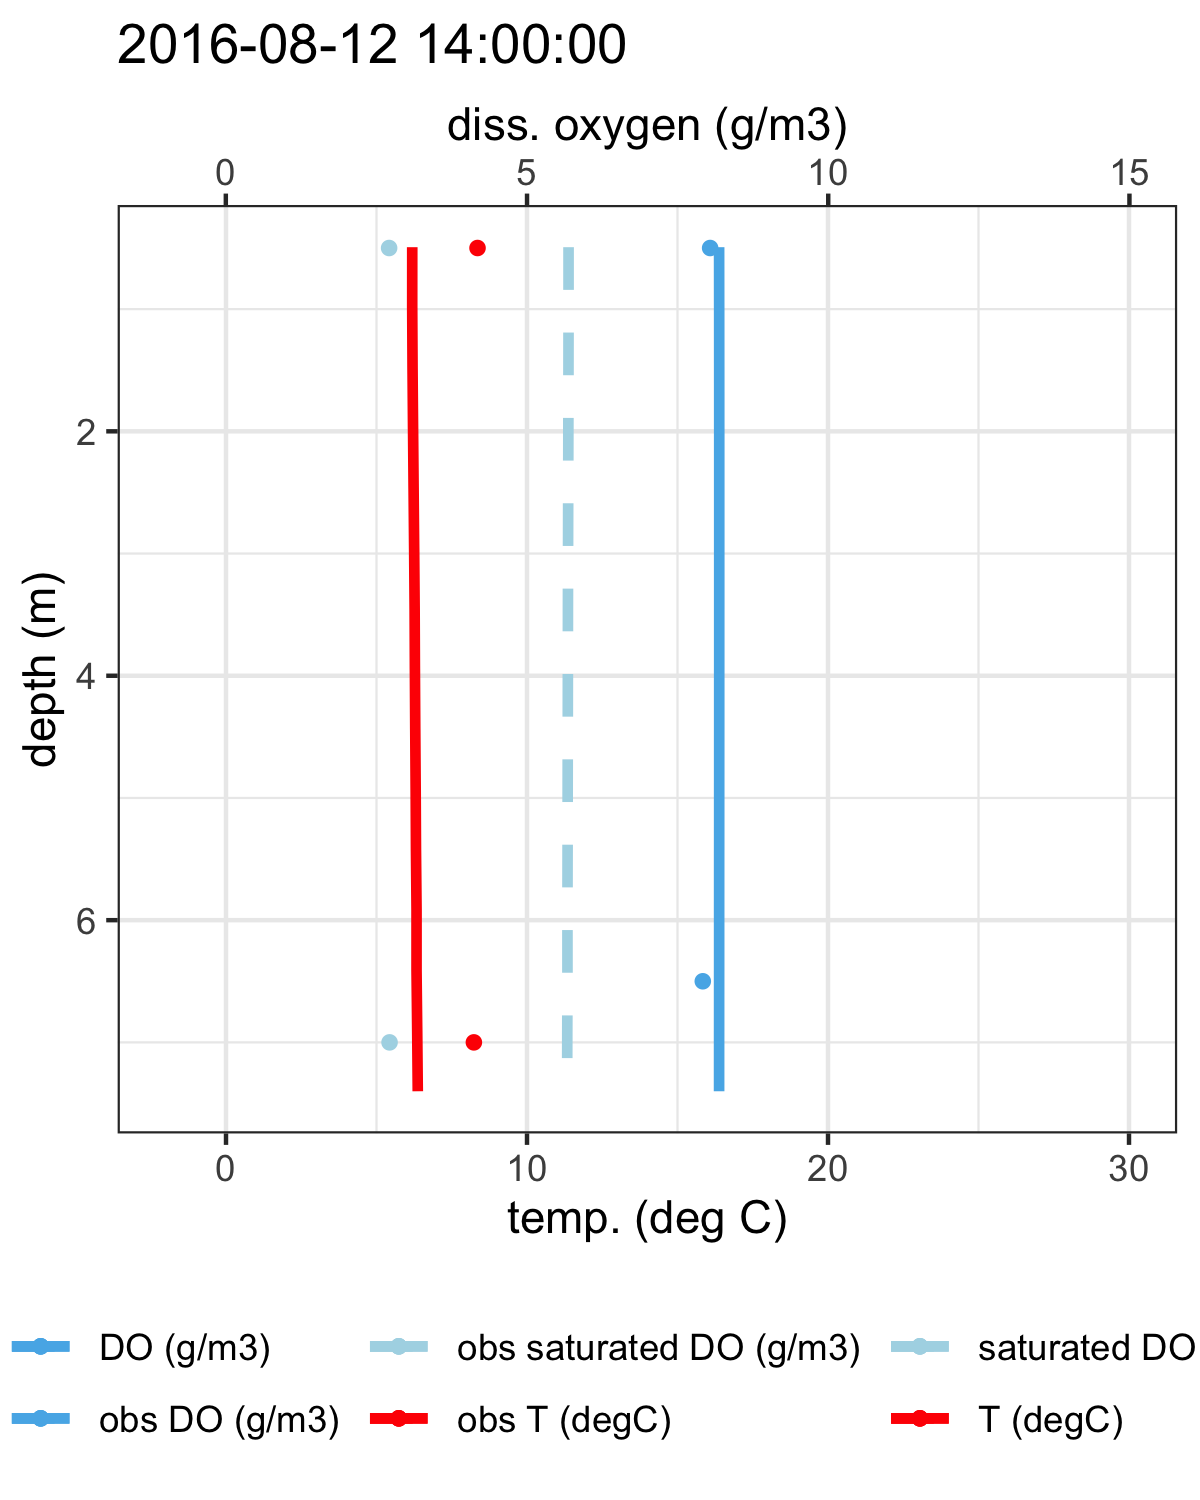 2016-08-12 14:00:00
diss. oxygen (g/m3)
0 5 10 15
2
4
6
depth (m)
0 10 20 30
temp. (deg C)
DO (g/m3) obs saturated DO (g/m3) saturated DO
obs DO (g/m3) obs T (degC) T (degC)